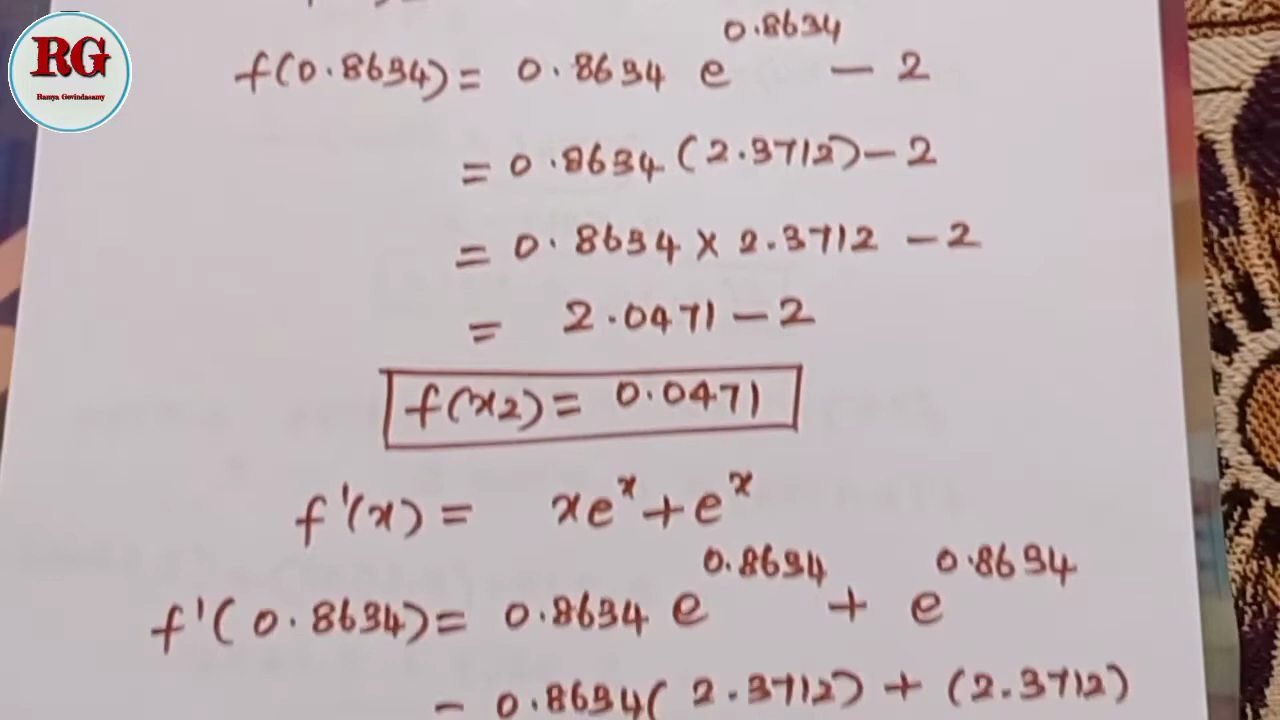 RG
Ramya Govindasamy
f(0.8634) = 0.8634 e^0.8634 - 2
= 0.8634 (2.3712) - 2
= 0.8634 × 2.3712 - 2
= 2.0471 - 2
f(x2) = 0.0471
f'(x) = xe^x + e^x
f'(0.8634) = 0.8634 e^0.8634 + e^0.8634
- 0.8634( 2.3712) + (2.3712)